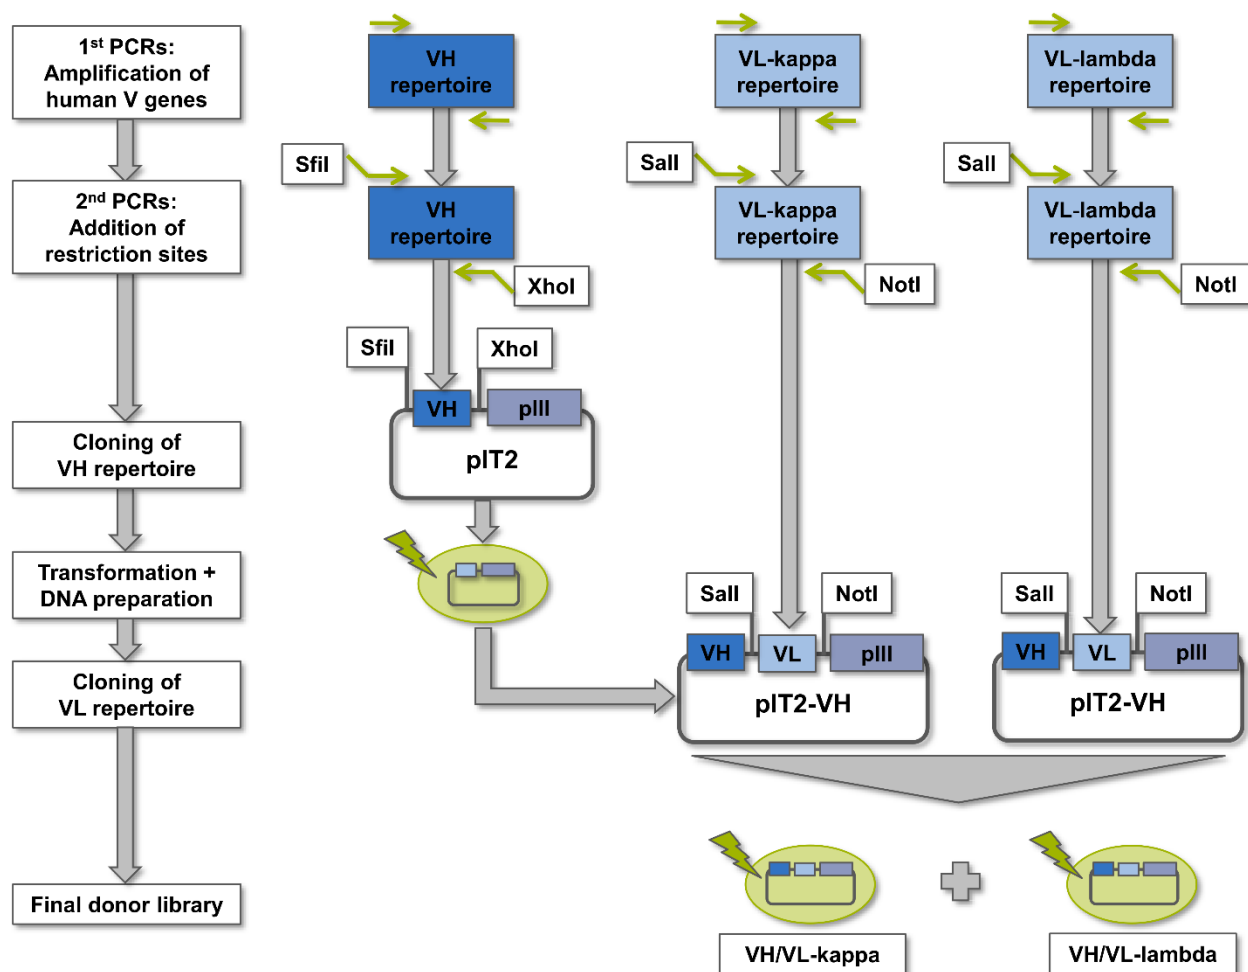 1st PCRs:
Amplification of
human V genes
2nd PCRs:
Addition of
restriction sites
Cloning of
VH repertoire
Transformation +
DNA preparation
Cloning of
VL repertoire
Final donor library
VH
repertoire
VL-kappa
repertoire
VL-lambda
repertoire
SfiI
SalI
SalI
VH
repertoire
VL-kappa
repertoire
VL-lambda
repertoire
XhoI
NotI
NotI
SfiI
XhoI
VH
pIII
pIT2
SalI
NotI
SalI
NotI
VH
VL
pIII
VH
VL
pIII
pIT2-VH
pIT2-VH
VH/VL-kappa
VH/VL-lambda